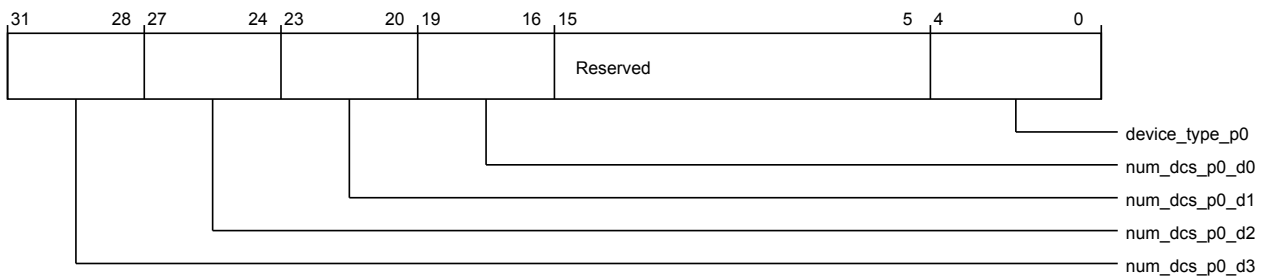 31 28 27 24 23 20 19 16 15 5 4 0
Reserved
device_type_p0
num_dcs_p0_d0
num_dcs_p0_d1
num_dcs_p0_d2
num_dcs_p0_d3